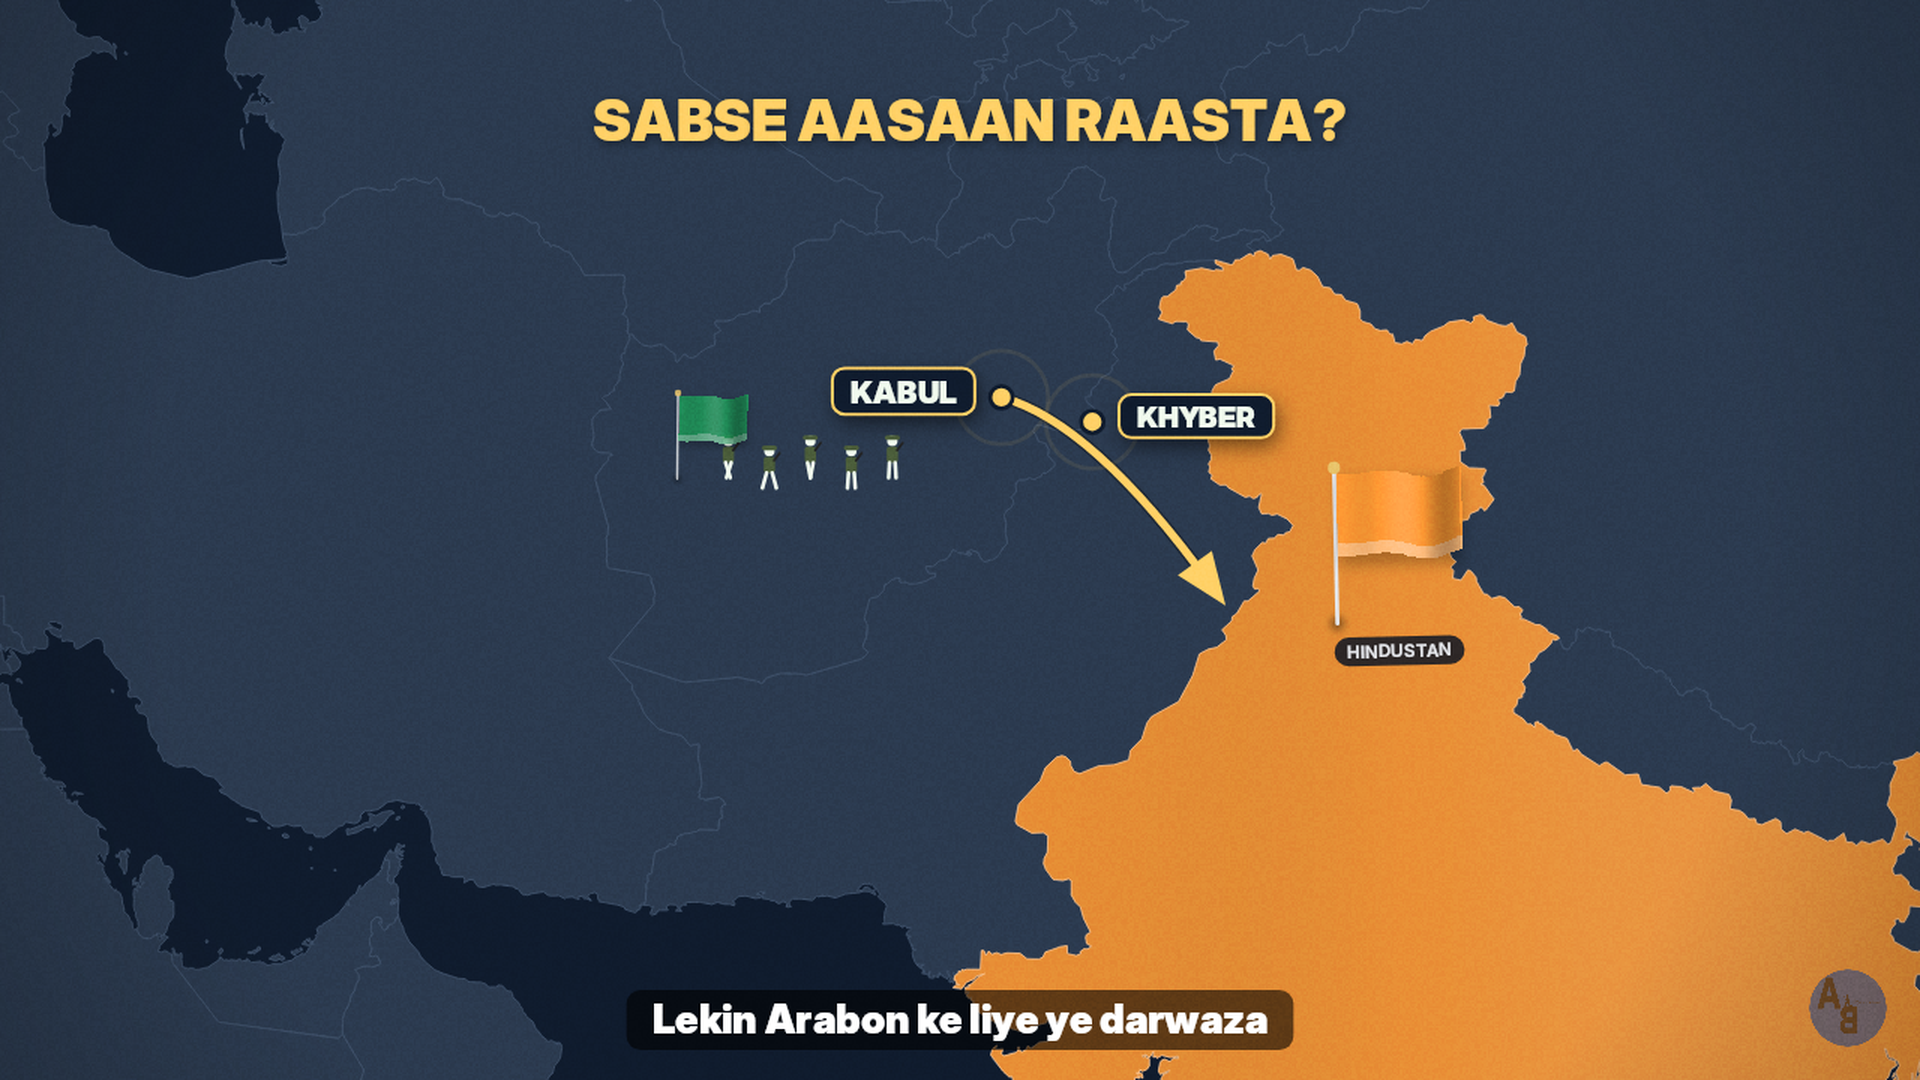 SABSE AASAAN RAASTA?
KABUL
KHYBER
HINDUSTAN
Lekin Arabon ke liye ye darwaza
A
B